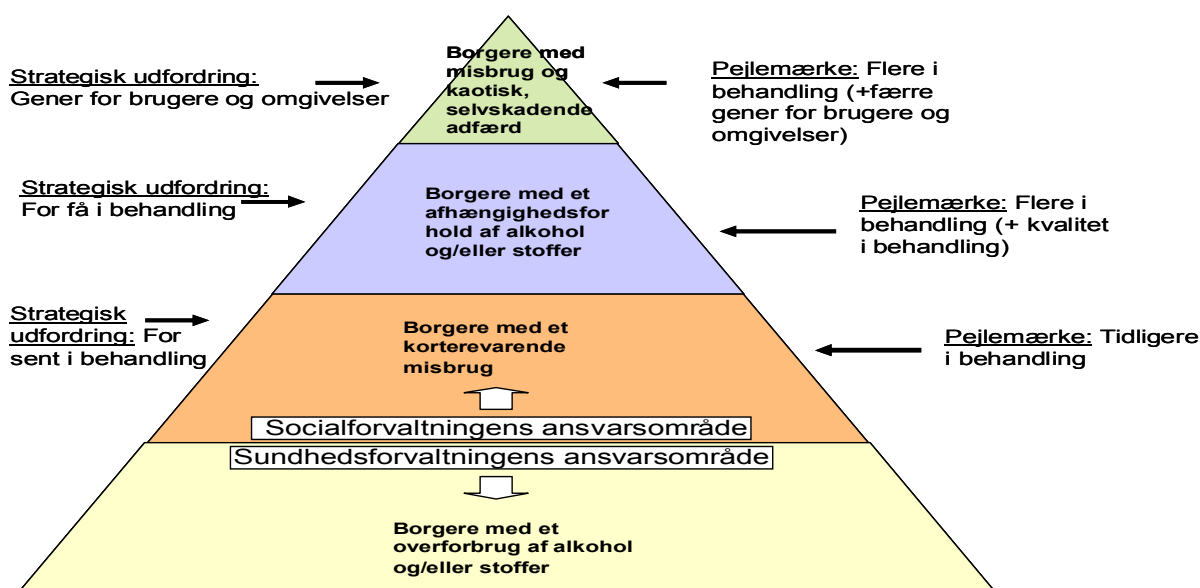 Borgere med
misbrug og
kaotisk,
selvskadende
adfærd
Strategisk udfordring:
Gener for brugere og omgivelser
Pejlemærke: Flere i
behandling (+færre
gener for brugere og
omgivelser)
Strategisk udfordring:
For få i behandling
Borgere med et
afhængighedsfor
hold af alkohol
og/eller stoffer
Pejlemærke: Flere i
behandling (+ kvalitet
i behandling)
Strategisk
udfordring: For
sent i behandling
Borgere med et
korterevarende
misbrug
Pejlemærke: Tidligere
i behandling
Socialforvaltningens ansvarsområde
Sundhedsforvaltningens ansvarsområde
Borgere med et
overforbrug af alkohol
og/eller stoffer